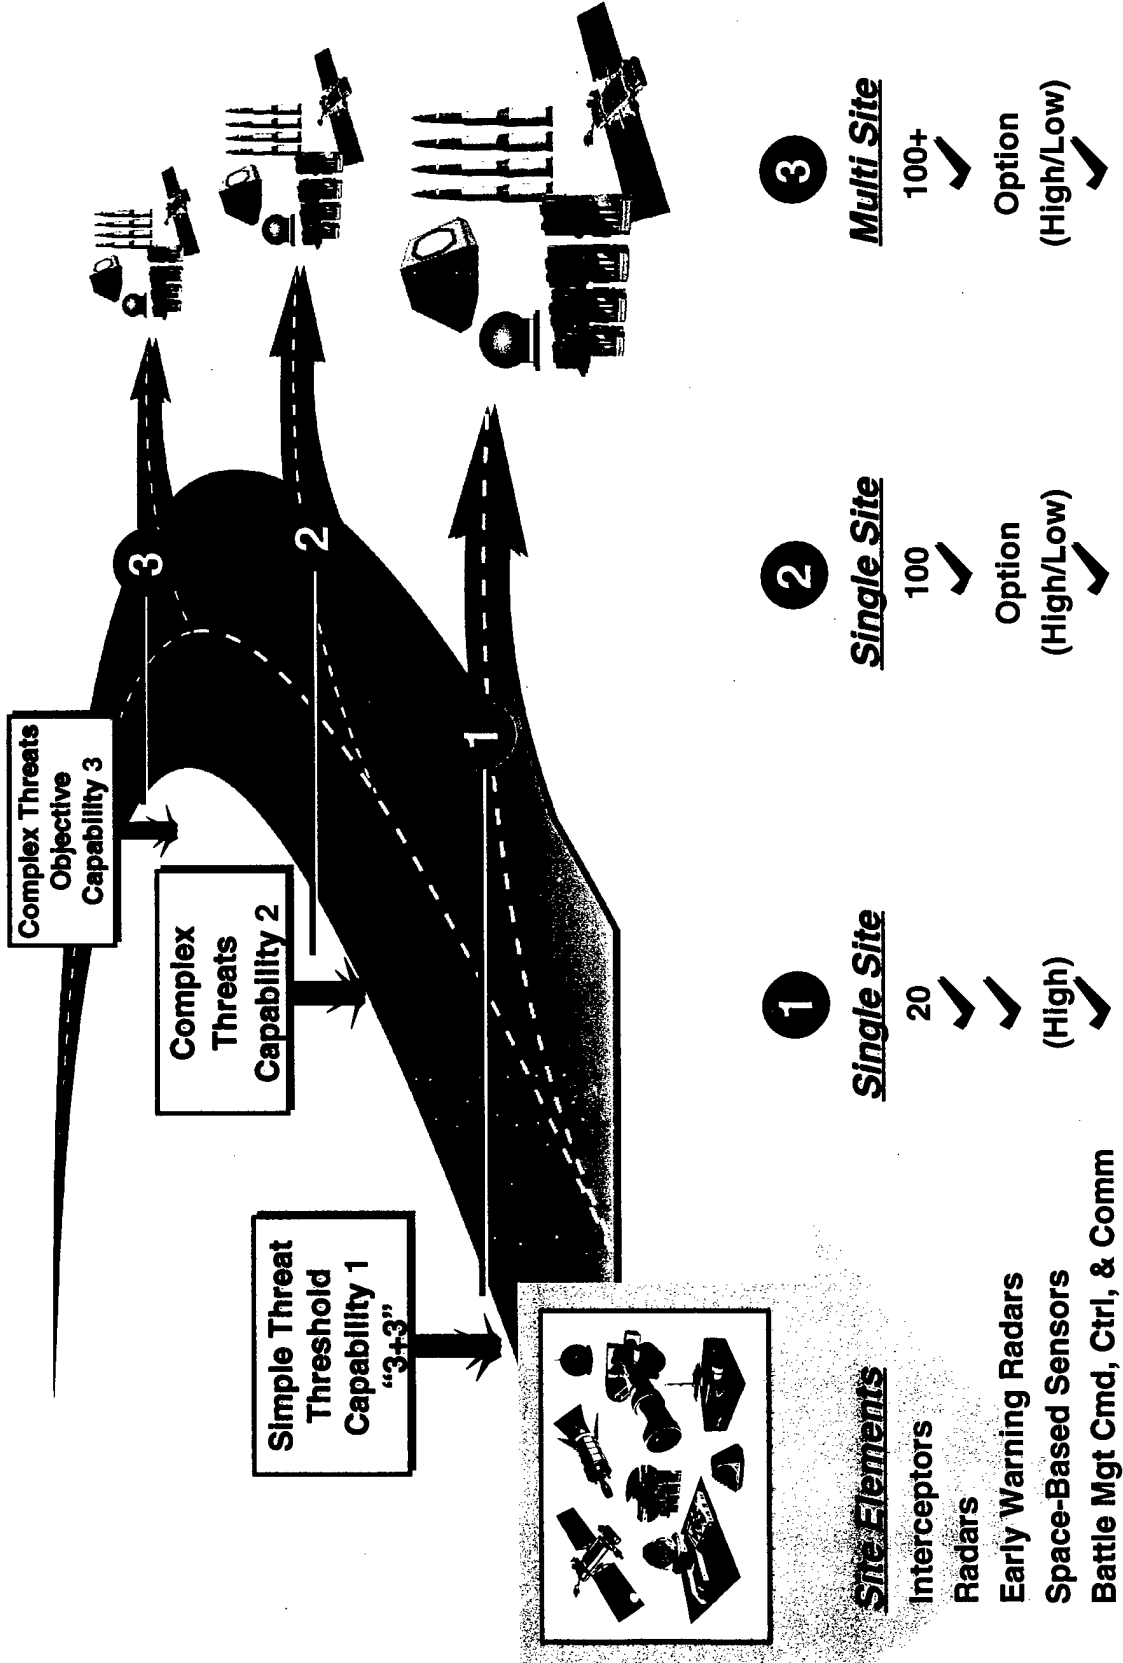 Complex Threats
Objective
Capability 3
Complex
Threats
Capability 2
Simple Threat
Threshold
Capability 1
“3+3”
3
2
1
1 2 3
Site Elements Single Site Single Site Multi Site
Interceptors 20 100 100+
Radars ✓ ✓ ✓
Early Warning Radars ✓ Option Option
Space-Based Sensors (High) (High/Low) (High/Low)
Battle Mgt Cmd, Ctrl, & Comm ✓ ✓ ✓